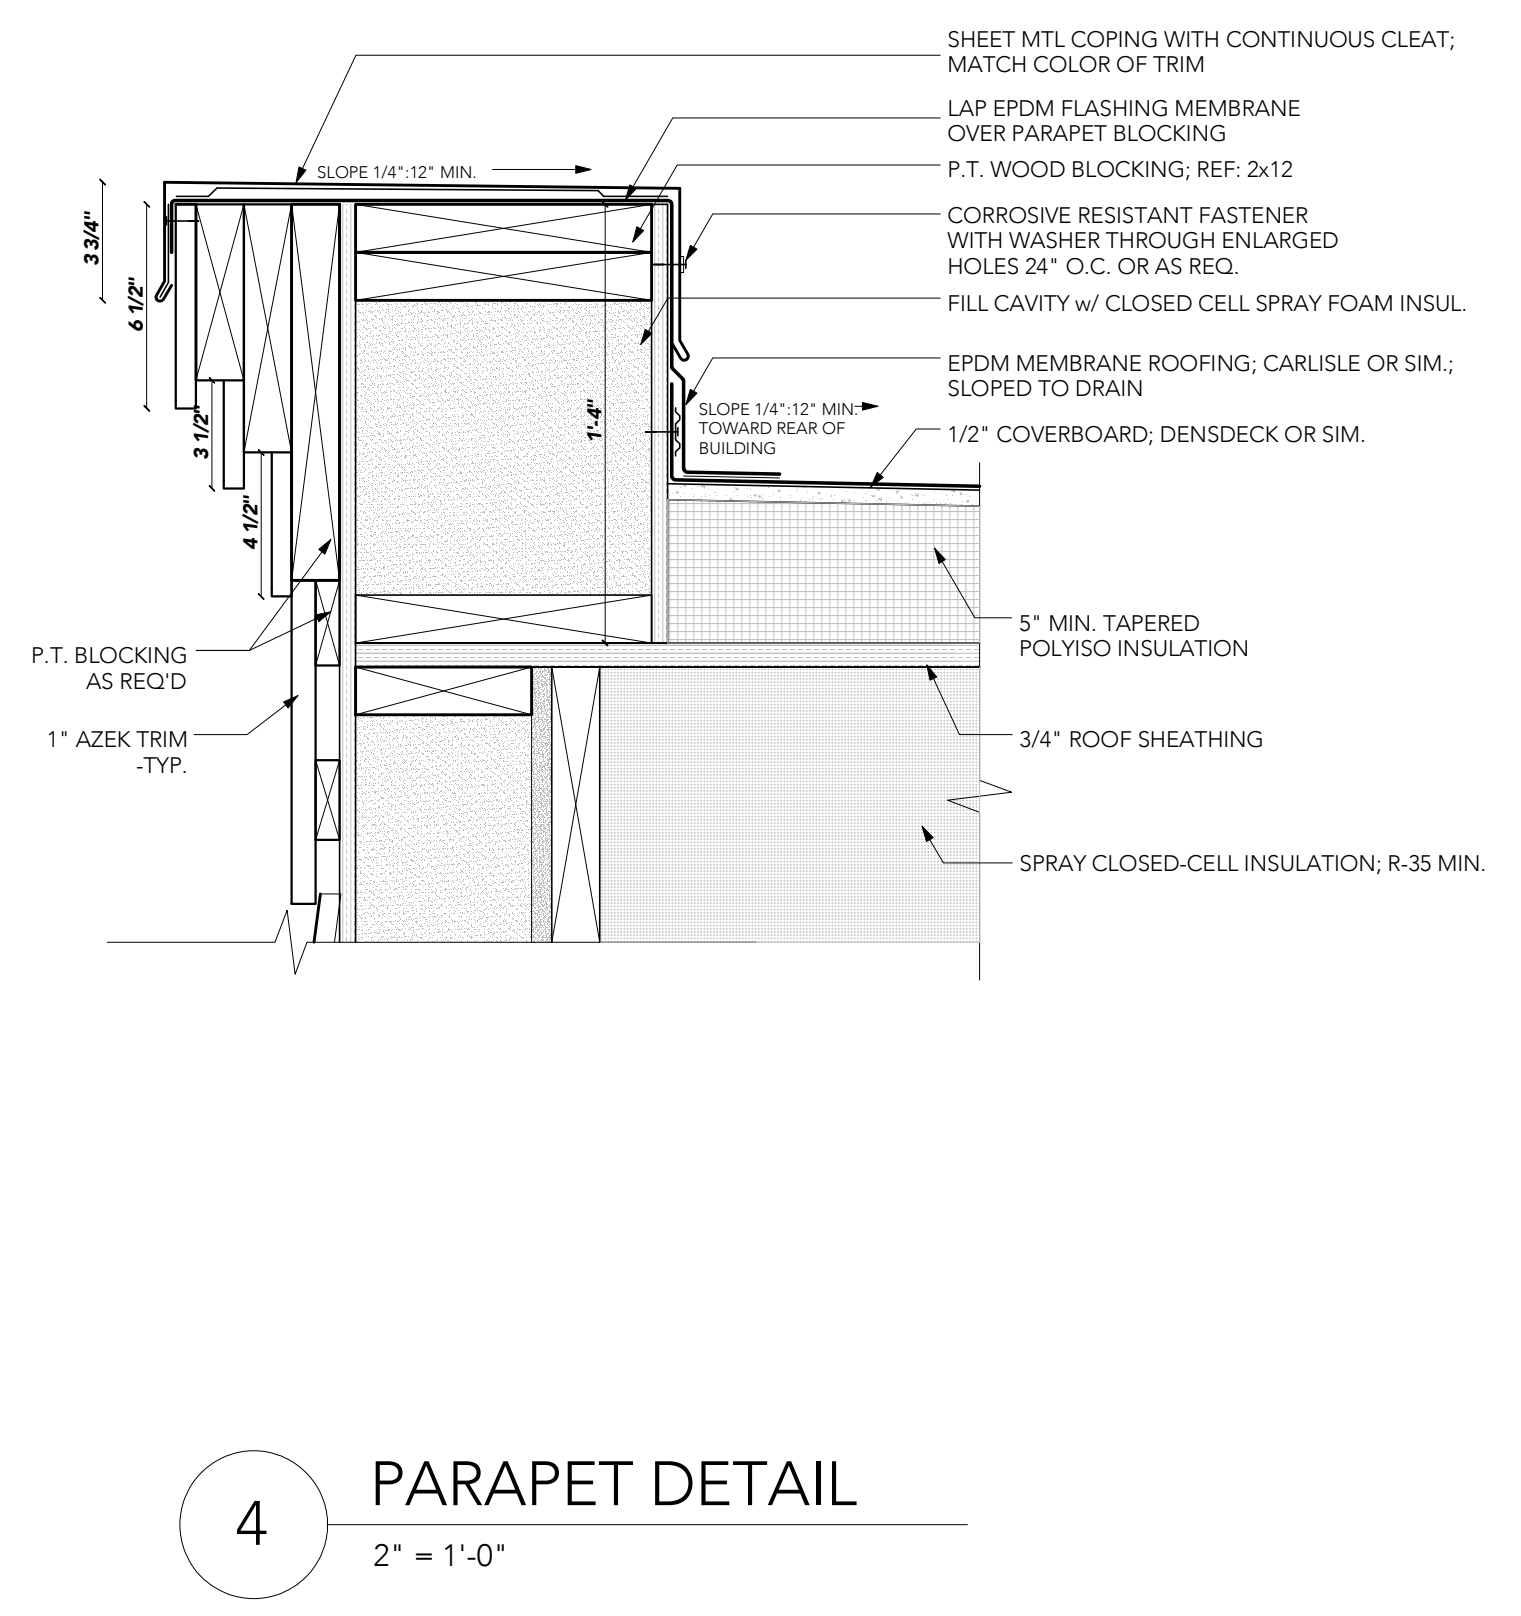 SHEET MTL COPING WITH CONTINUOUS CLEAT;
MATCH COLOR OF TRIM
LAP EPDM FLASHING MEMBRANE
OVER PARAPET BLOCKING
SLOPE 1/4":12" MIN.
P.T. WOOD BLOCKING; REF: 2x12
CORROSIVE RESISTANT FASTENER
WITH WASHER THROUGH ENLARGED
HOLES 24" O.C. OR AS REQ.
3 3/4"
6 1/2"
FILL CAVITY w/ CLOSED CELL SPRAY FOAM INSUL.
EPDM MEMBRANE ROOFING; CARLISLE OR SIM.;
SLOPED TO DRAIN
SLOPE 1/4":12" MIN.
TOWARD REAR OF
BUILDING
1'-4"
3 1/2"
1/2" COVERBOARD; DENSDECK OR SIM.
4 1/2"
5" MIN. TAPERED
POLYISO INSULATION
P.T. BLOCKING
AS REQ'D
1" AZEK TRIM
-TYP.
3/4" ROOF SHEATHING
SPRAY CLOSED-CELL INSULATION; R-35 MIN.
4
PARAPET DETAIL
2" = 1'-0"